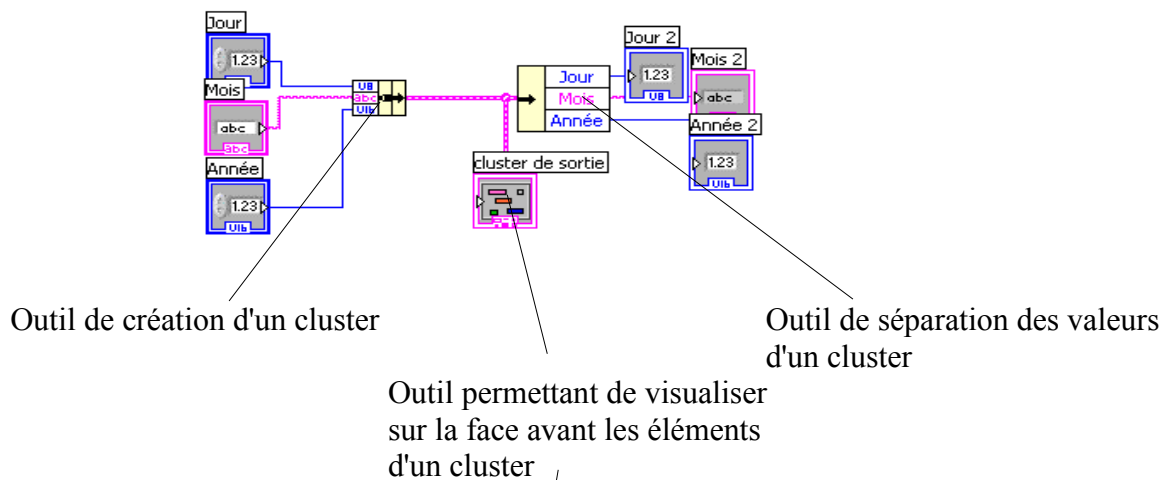 Jour
1.23
Mois
U8
abc
abc
abc
Année
1.23
U16
U16
Jour
Mois
Année
Jour 2
1.23
U8
Mois 2
abc
Année 2
1.23
U16
cluster de sortie
Outil de création d'un cluster
Outil de séparation des valeurs
d'un cluster
Outil permettant de visualiser
sur la face avant les éléments
d'un cluster